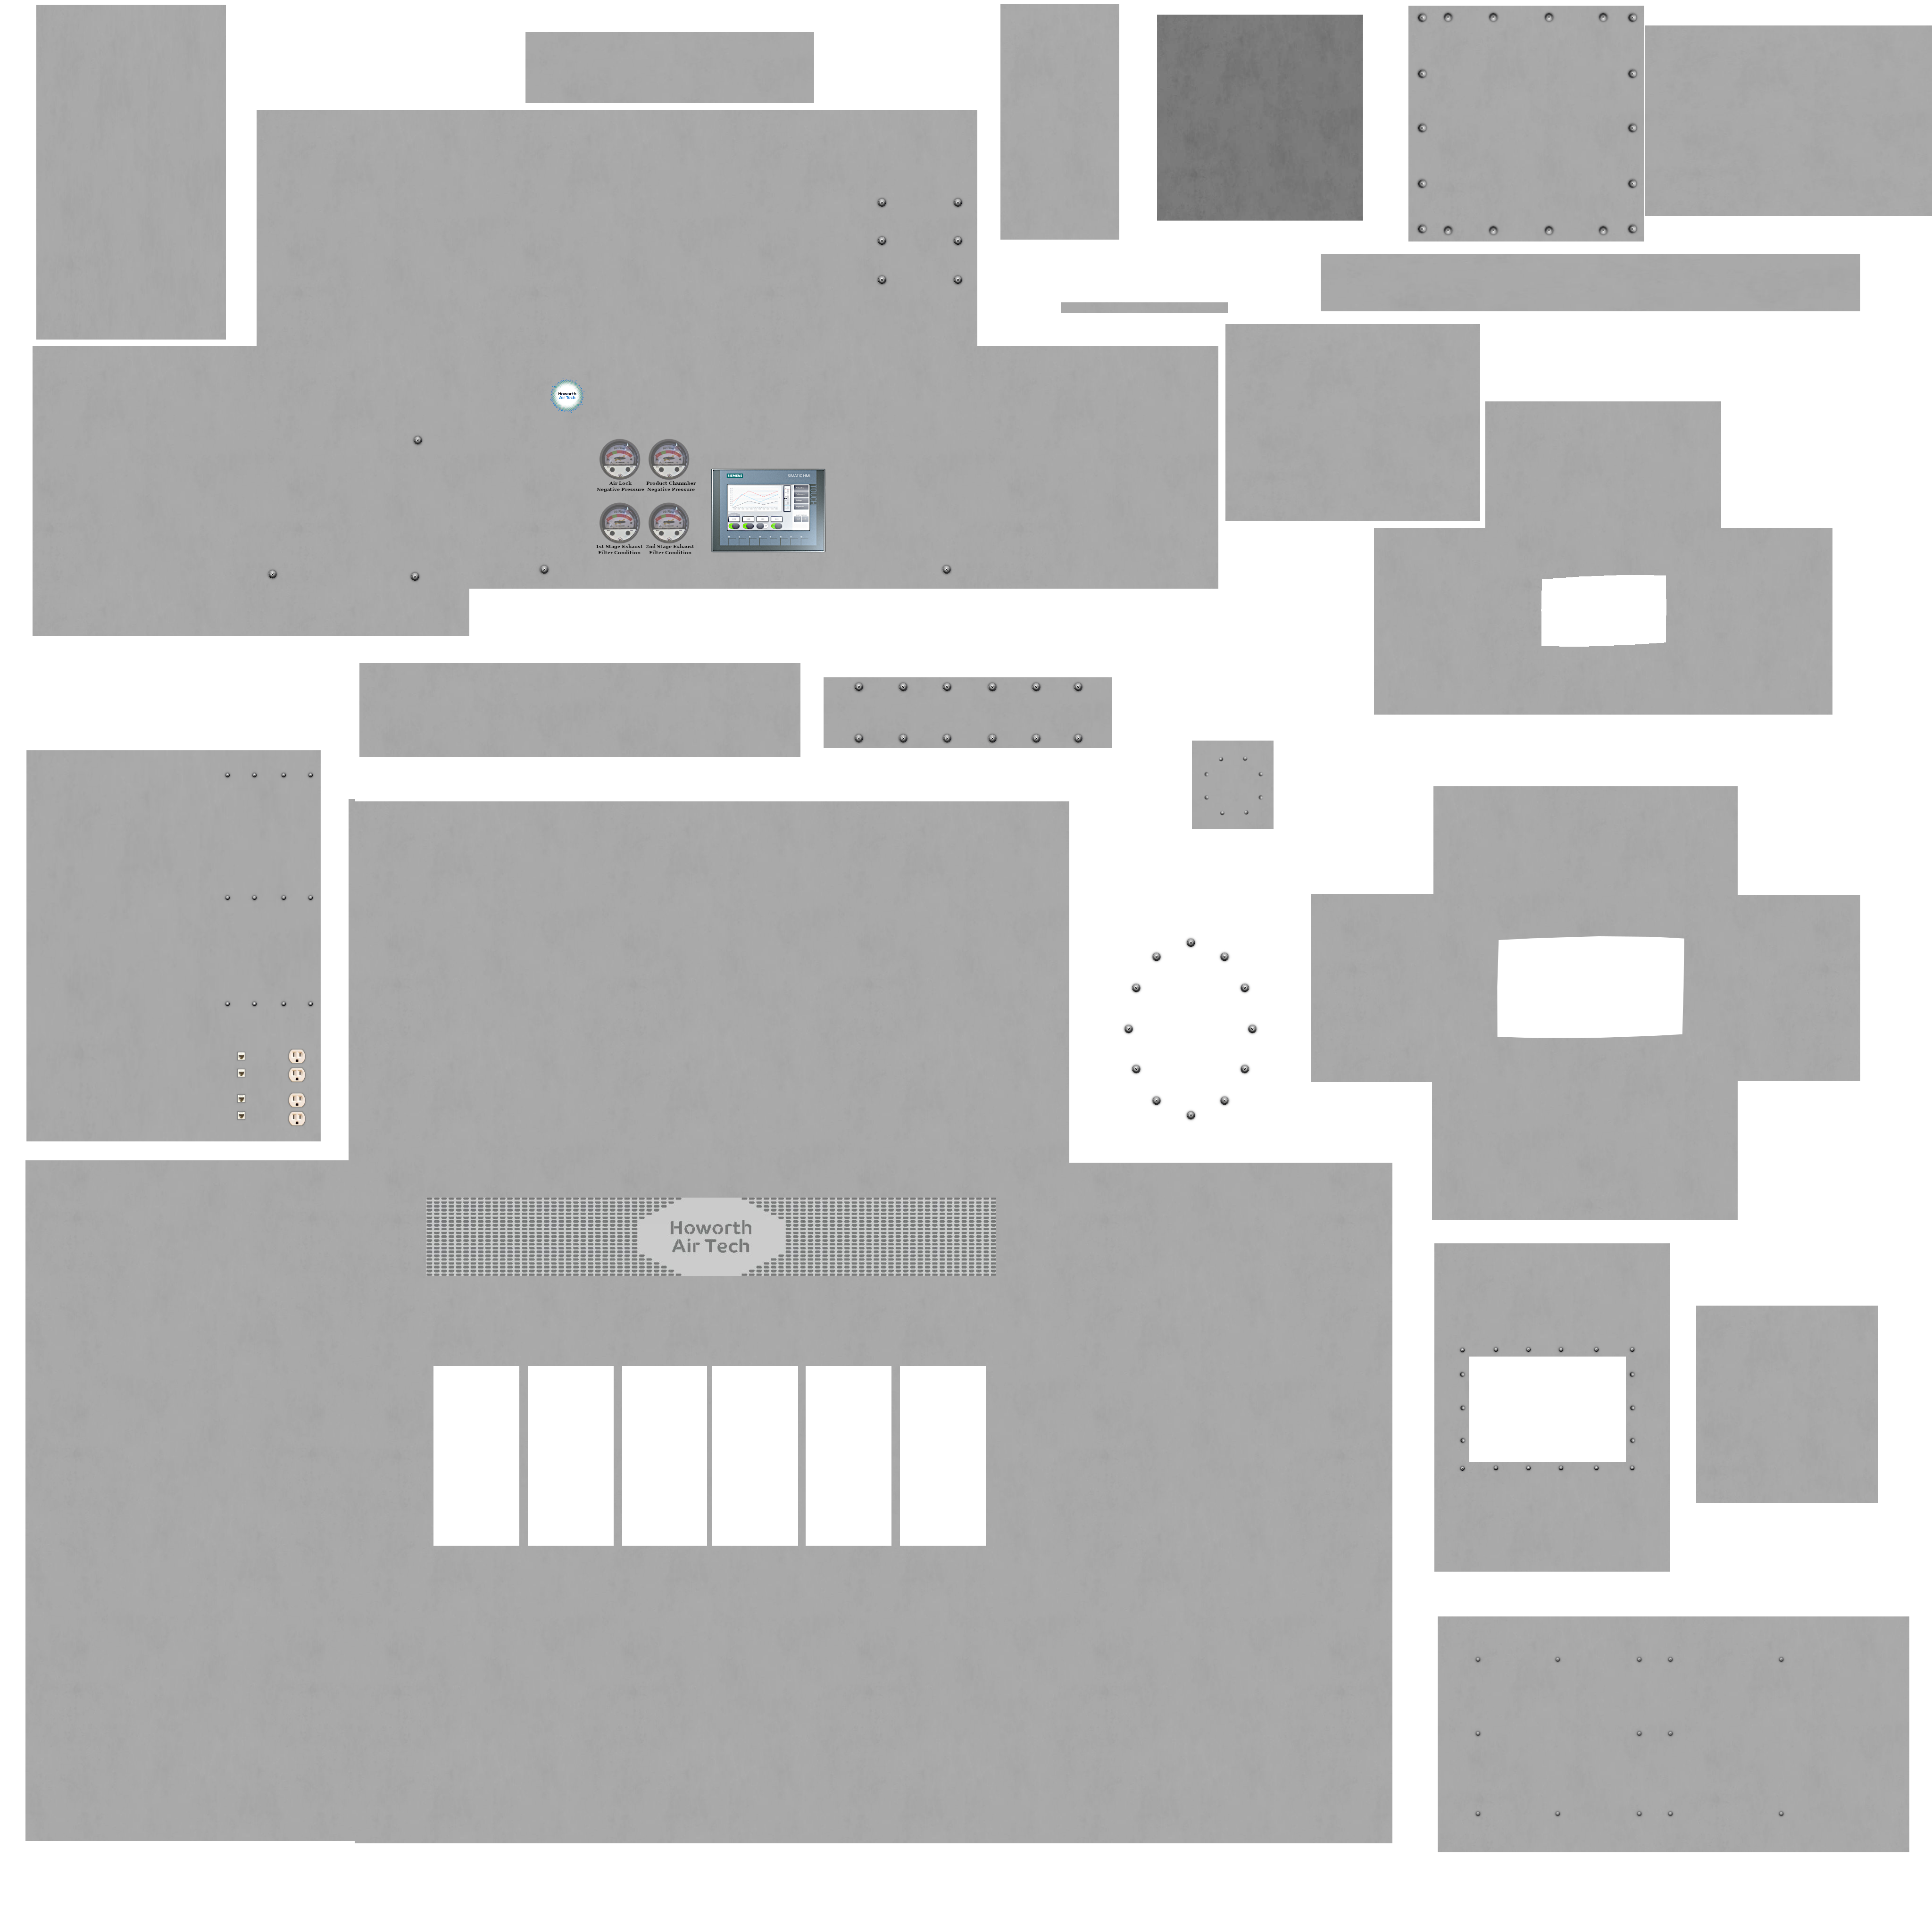 Howorth
Air Tech
Air Lock
Negative Pressure
Product Chamnber
Negative Pressure
SIEMENS
SIMATIC HMI
1st Stage Exhaust
Filter Condition
2nd Stage Exhaust
Filter Condition
Howorth
Air Tech